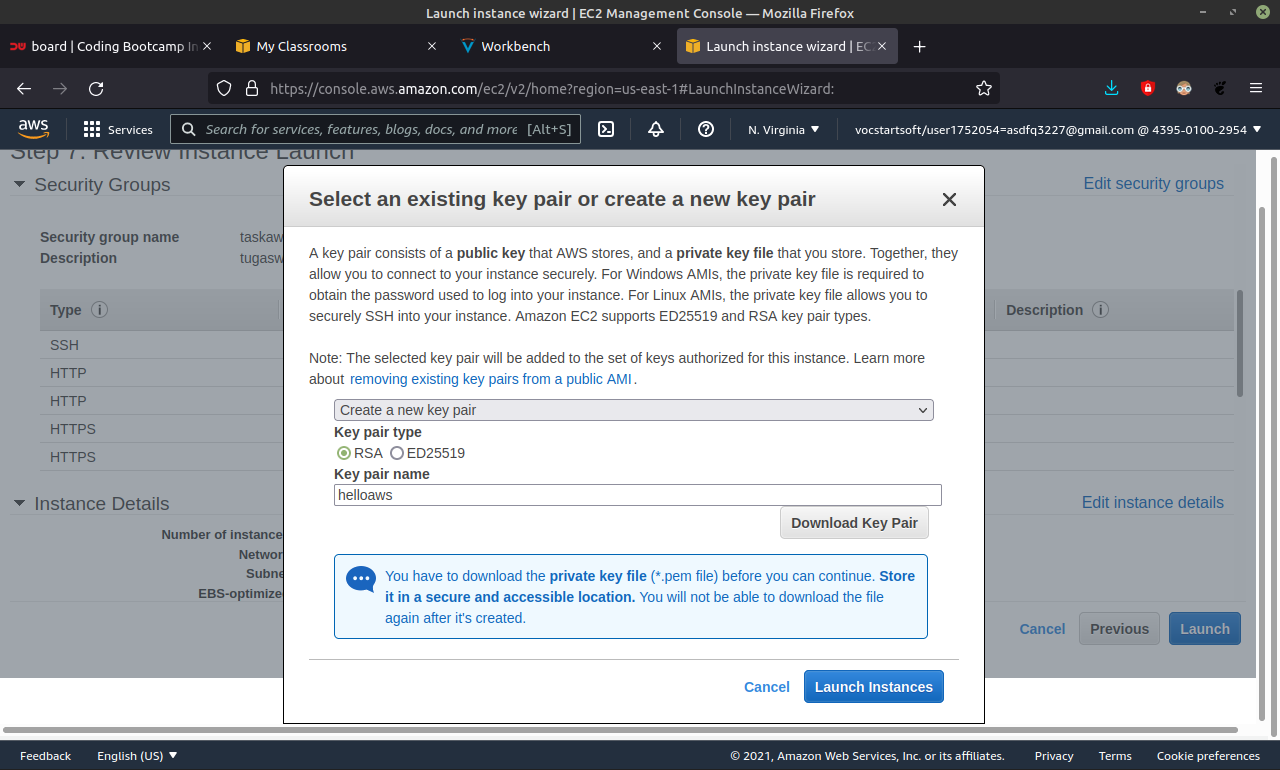 Launch instance wizard | EC2 Management Console — Mozilla Firefox
board | Coding Bootcamp In
My Classrooms
Workbench
Launch instance wizard | EC
https://console.aws.amazon.com/ec2/v2/home?region=us-east-1#LaunchInstanceWizard:
aws
Services
Search for services, features, blogs, docs, and more [Alt+S]
N. Virginia
vocstartsoft/user1752054=asdfq3227@gmail.com @ 4395-0100-2954
Step 7: Review Instance Launch
Security Groups
Edit security groups
Security group name taskaw
Description tugasw
Type
Description
SSH
HTTP
HTTP
HTTPS
HTTPS
Instance Details
Edit instance details
Number of instance
Networ
Subne
EBS-optimize
Cancel Previous Launch
Select an existing key pair or create a new key pair
A key pair consists of a public key that AWS stores, and a private key file that you store. Together, they
allow you to connect to your instance securely. For Windows AMIs, the private key file is required to
obtain the password used to log into your instance. For Linux AMIs, the private key file allows you to
securely SSH into your instance. Amazon EC2 supports ED25519 and RSA key pair types.
Note: The selected key pair will be added to the set of keys authorized for this instance. Learn more
about removing existing key pairs from a public AMI.
Create a new key pair
Key pair type
RSA ED25519
Key pair name
helloaws
Download Key Pair
You have to download the private key file (*.pem file) before you can continue. Store
it in a secure and accessible location. You will not be able to download the file
again after it's created.
Cancel Launch Instances
Feedback English (US) © 2021, Amazon Web Services, Inc. or its affiliates. Privacy Terms Cookie preferences